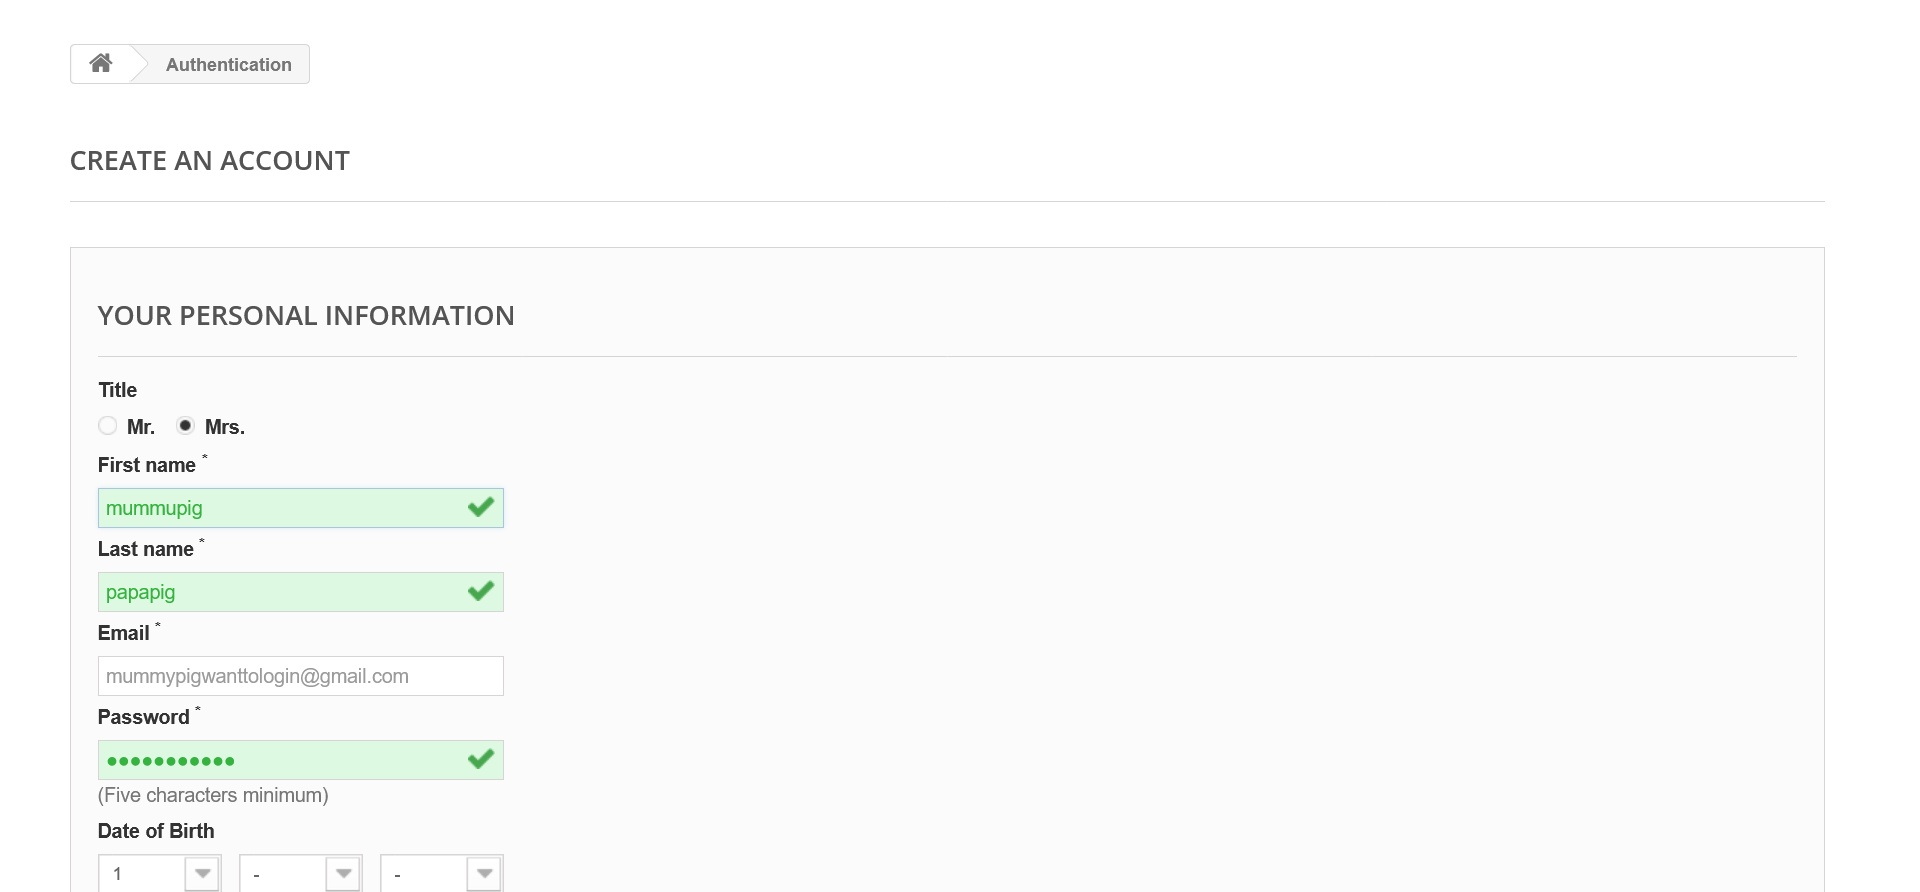 Authentication
CREATE AN ACCOUNT
YOUR PERSONAL INFORMATION
Title
Mr. Mrs.
First name *
mummupig
Last name *
papapig
Email *
mummypigwanttologin@gmail.com
Password *
●●●●●●●●●●●
(Five characters minimum)
Date of Birth
1 - -